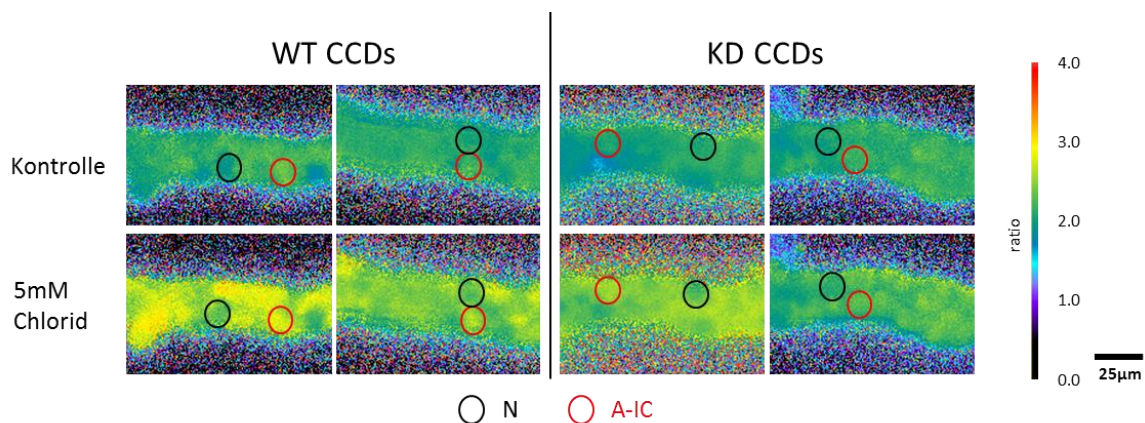 WT CCDs
KD CCDs
Kontrolle
5mM
Chlorid
4.0
3.0
2.0
1.0
0.0
ratio
25µm
N
A-IC